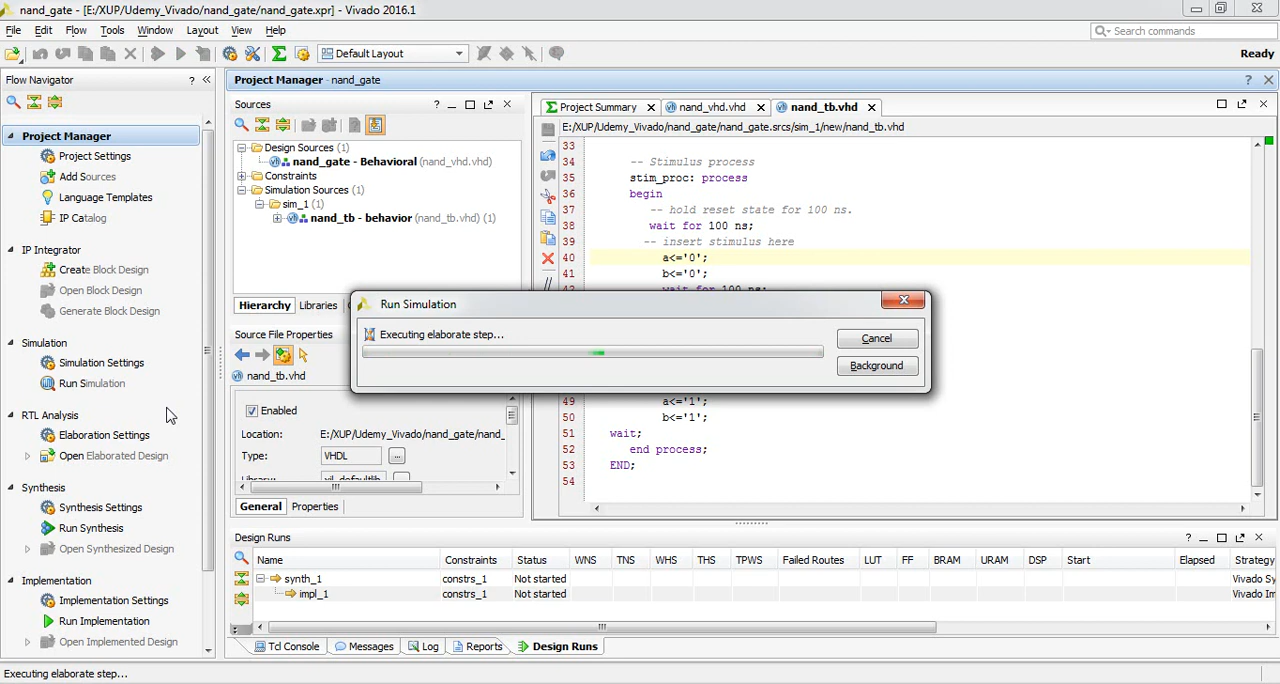 nand_gate - [E:/XUP/Udemy_Vivado/nand_gate/nand_gate.xpr] - Vivado 2016.1
File Edit Flow Tools Window Layout View Help
Search commands
Default Layout
Ready
Flow Navigator
Project Manager
Project Settings
Add Sources
Language Templates
IP Catalog
IP Integrator
Create Block Design
Open Block Design
Generate Block Design
Simulation
Simulation Settings
Run Simulation
RTL Analysis
Elaboration Settings
Open Elaborated Design
Synthesis
Synthesis Settings
Run Synthesis
Open Synthesized Design
Implementation
Implementation Settings
Run Implementation
Open Implemented Design
Project Manager - nand_gate
Sources
Design Sources (1)
nand_gate - Behavioral (nand_vhd.vhd)
Constraints
Simulation Sources (1)
sim_1 (1)
nand_tb - behavior (nand_tb.vhd) (1)
Hierarchy Libraries
Source File Properties
nand_tb.vhd
Enabled
Location: E:/XUP/Udemy_Vivado/nand_gate/nand_
Type: VHDL ...
Library: xil_defaultlib
General Properties
Project Summary nand_vhd.vhd nand_tb.vhd
E:/XUP/Udemy_Vivado/nand_gate/nand_gate.srcs/sim_1/new/nand_tb.vhd
33
34 -- Stimulus process
35 stim_proc: process
36 begin
37 -- hold reset state for 100 ns.
38 wait for 100 ns;
39 -- insert stimulus here
40 a<='0';
41 b<='0';
42 wait for 100 ns;
49 a<='1';
50 b<='1';
51 wait;
52 end process;
53 END;
54
Run Simulation
Executing elaborate step...
Cancel
Background
Design Runs
Name Constraints Status WNS TNS WHS THS TPWS Failed Routes LUT FF BRAM URAM DSP Start Elapsed Strategy
synth_1 constrs_1 Not started Vivado Sy
impl_1 constrs_1 Not started Vivado Im
Tcl Console Messages Log Reports Design Runs
Executing elaborate step...